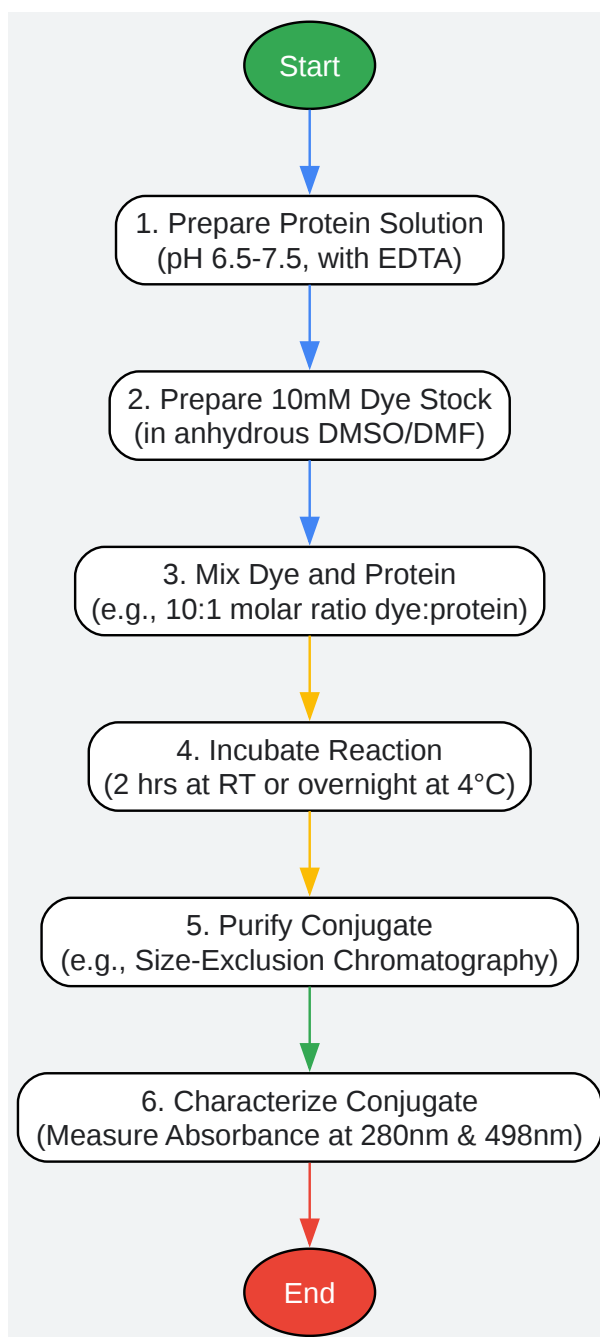 Start
1. Prepare Protein Solution
(pH 6.5-7.5, with EDTA)
2. Prepare 10mM Dye Stock
(in anhydrous DMSO/DMF)
3. Mix Dye and Protein
(e.g., 10:1 molar ratio dye:protein)
4. Incubate Reaction
(2 hrs at RT or overnight at 4°C)
5. Purify Conjugate
(e.g., Size-Exclusion Chromatography)
6. Characterize Conjugate
(Measure Absorbance at 280nm & 498nm)
End